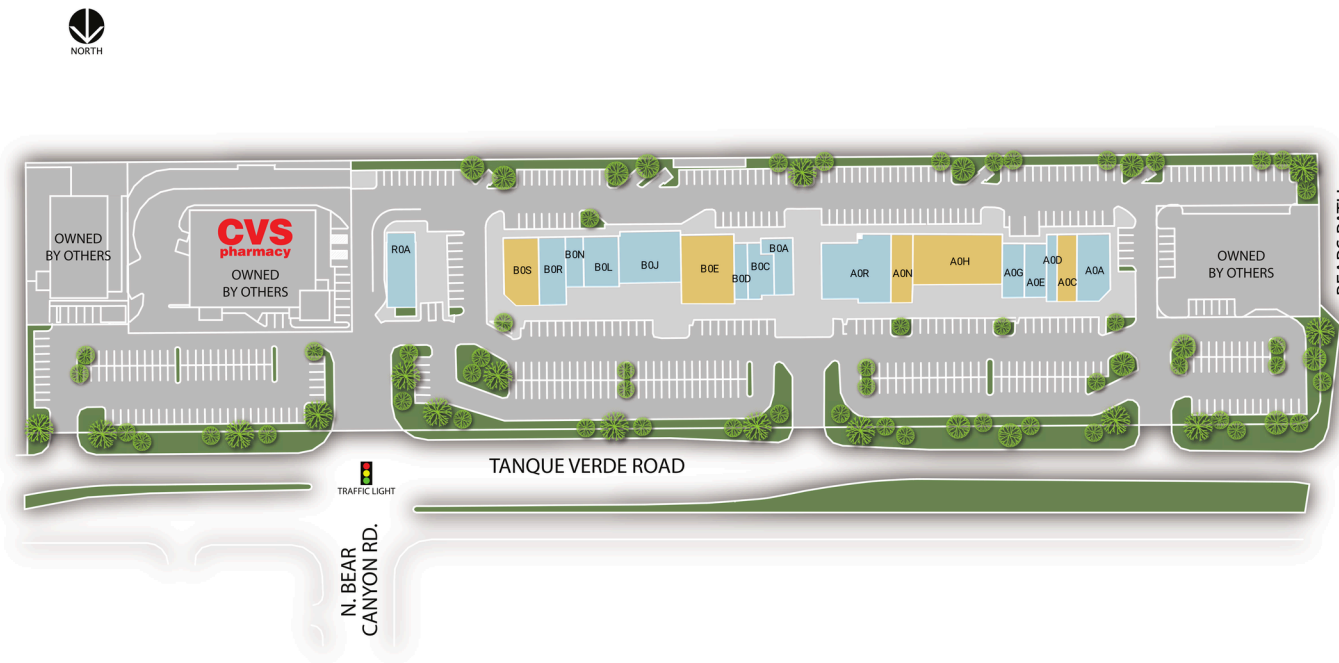 NORTH
OWNED
BY OTHERS
CVS
pharmacy
OWNED
BY OTHERS
R0A
B0S
B0R
B0N
B0L
B0J
B0E
B0D
B0C
B0A
A0R
A0N
A0H
A0G
A0E
A0D
A0C
A0A
OWNED
BY OTHERS
TANQUE VERDE ROAD
TRAFFIC LIGHT
N. BEAR
CANYON RD.